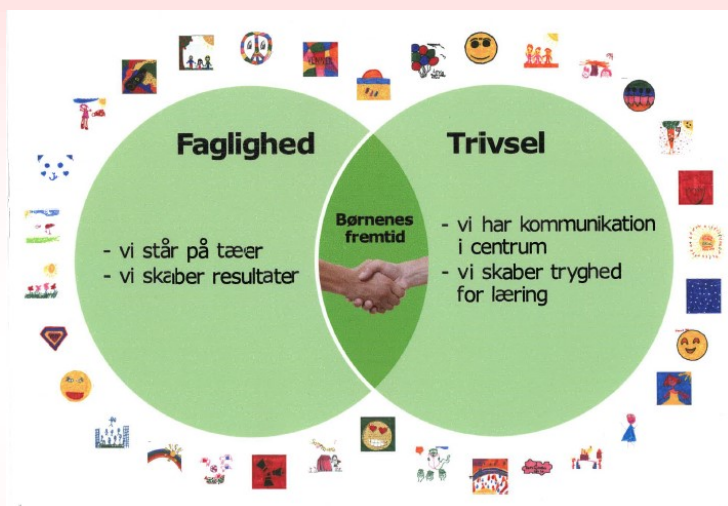 Faglighed
- vi står på tæer
- vi skaber resultater
Børnenes
fremtid
Trivsel
- vi har kommunikation
i centrum
- vi skaber tryghed
for læring